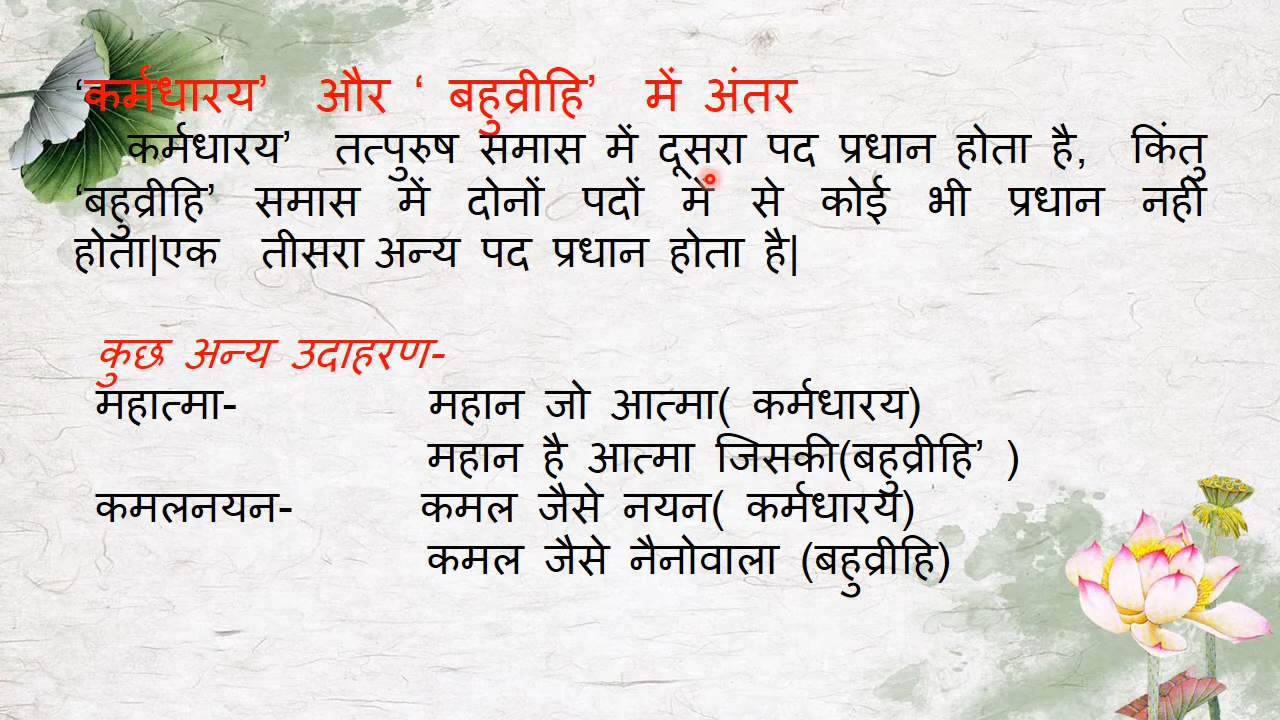 ‘कर्मधारय’ और ‘ बहुव्रीहि’ में अंतर
कर्मधारय’ तत्पुरुष समास में दूसरा पद प्रधान होता है, किंतु
‘बहुव्रीहि’ समास में दोनों पदों में से कोई भी प्रधान नहीं
होता|एक तीसरा अन्य पद प्रधान होता है|
कुछ अन्य उदाहरण-
महात्मा- महान जो आत्मा( कर्मधारय)
महान है आत्मा जिसकी(बहुव्रीहि’ )
कमलनयन- कमल जैसे नयन( कर्मधारय)
कमल जैसे नैनोवाला (बहुव्रीहि)